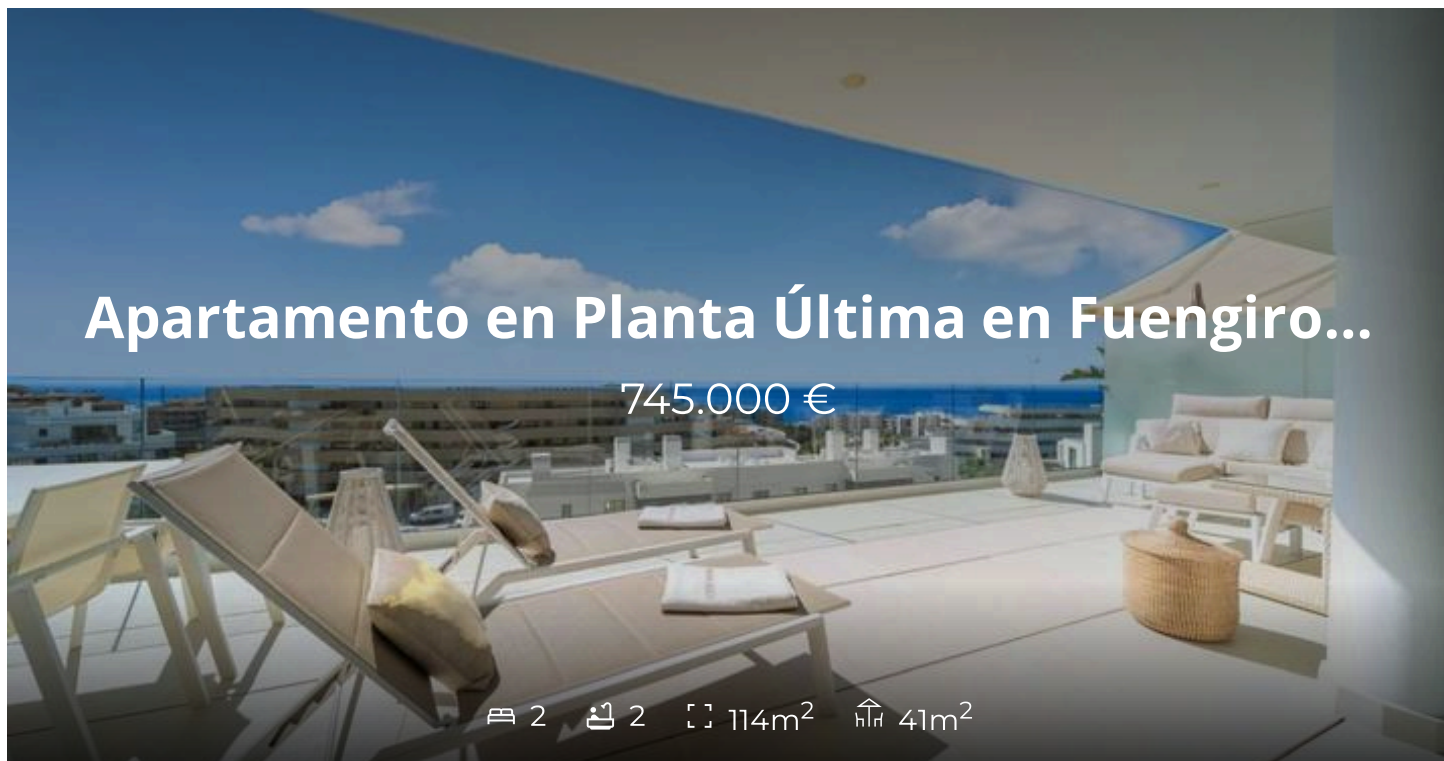 Apartamento en Planta Última en Fuengiro...
745.000 €
2 2 114m² 41m²